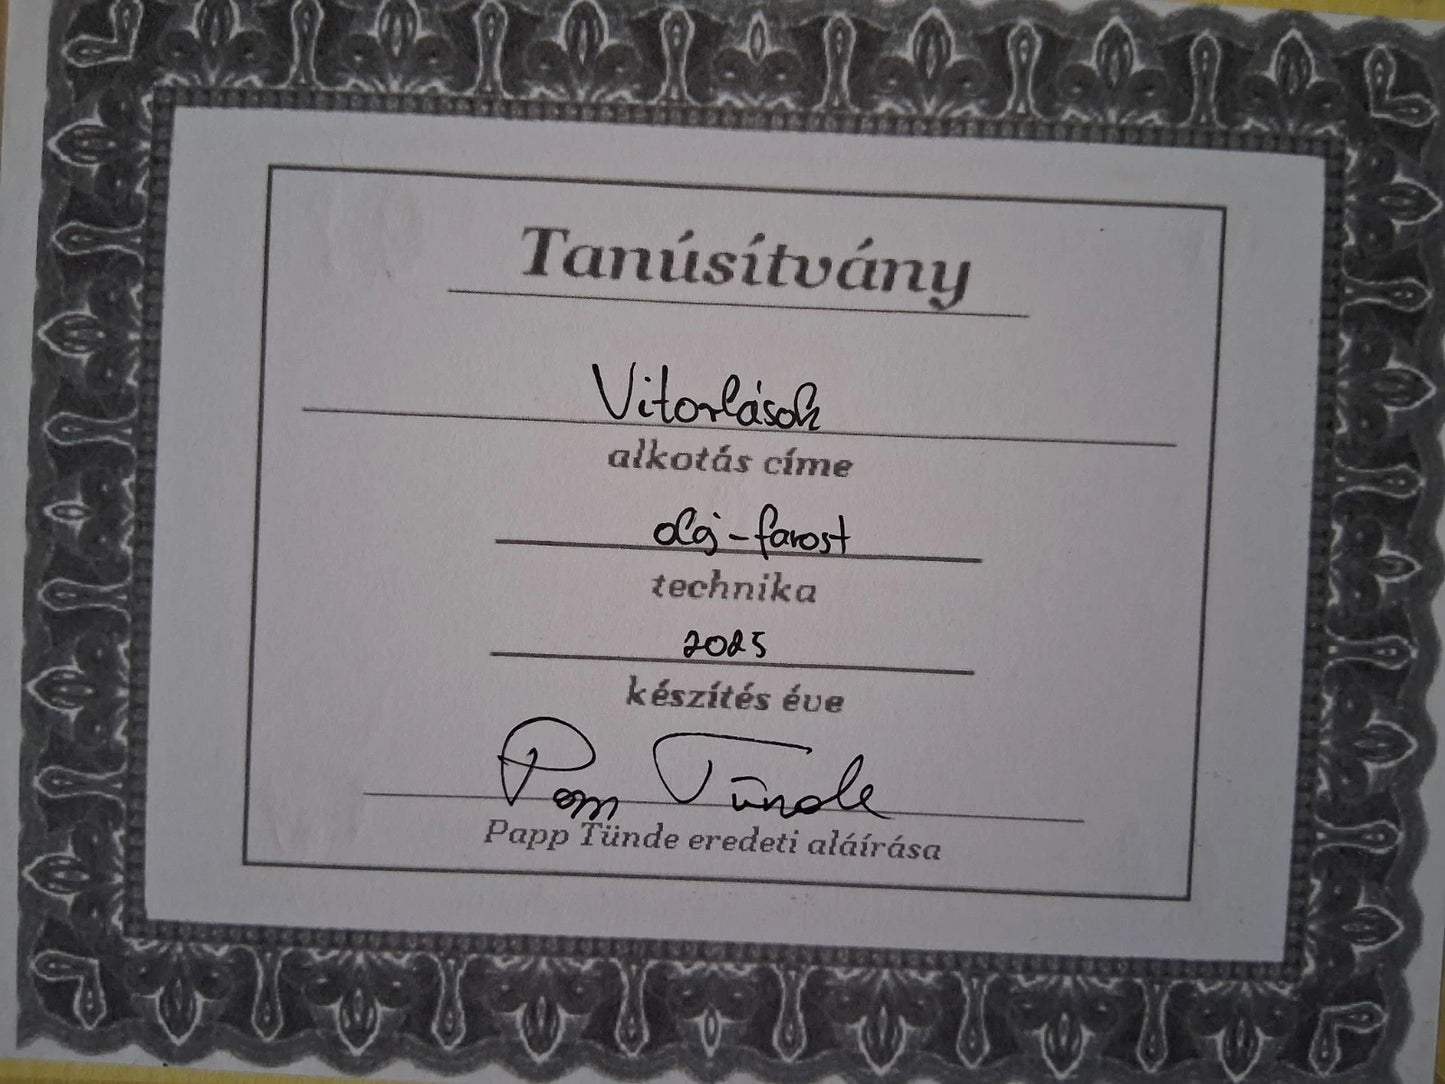 Tanúsítvány
Vitorlások
alkotás címe
olaj-farost
technika
2025
készítés éve
Papp Tünde
Papp Tünde eredeti aláírása